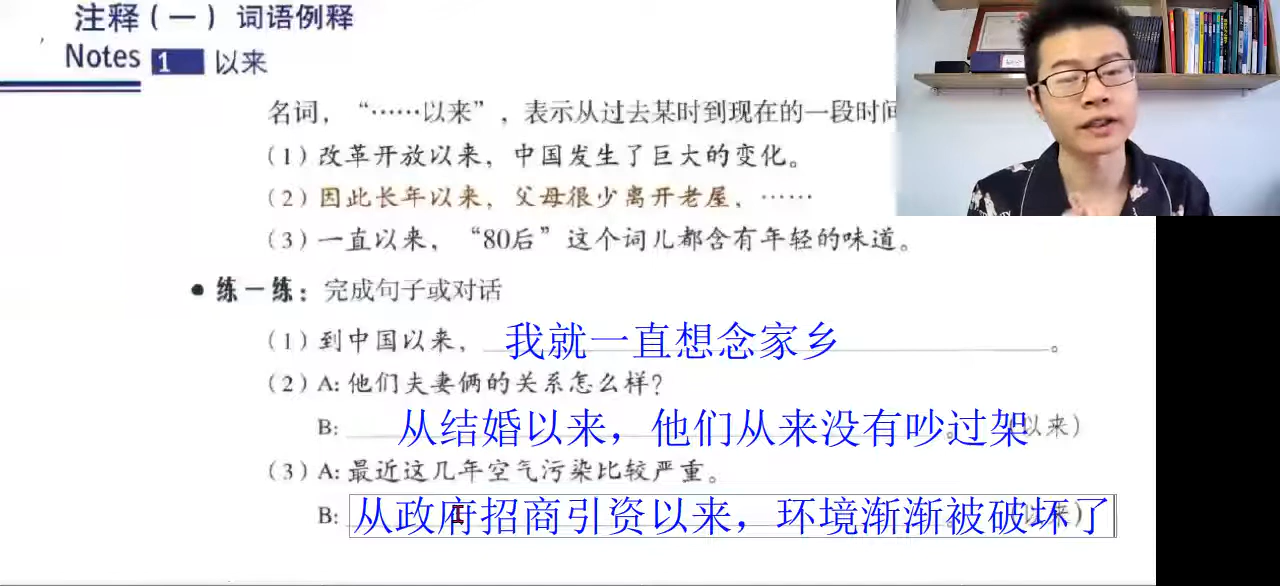 注释（一）词语例释
Notes 1 以来
名词，“……以来”，表示从过去某时到现在的一段时间
（1）改革开放以来，中国发生了巨大的变化。
（2）因此长年以来，父母很少离开老屋，……
（3）一直以来，“80后”这个词儿都含有年轻的味道。
● 练一练：完成句子或对话
（1）到中国以来，我就一直想念家乡。
（2）A: 他们夫妻俩的关系怎么样？
B: 从结婚以来，他们从来没有吵过架。（以来）
（3）A: 最近这几年空气污染比较严重。
B: 从政府招商引资以来，环境渐渐被破坏了。（以来）